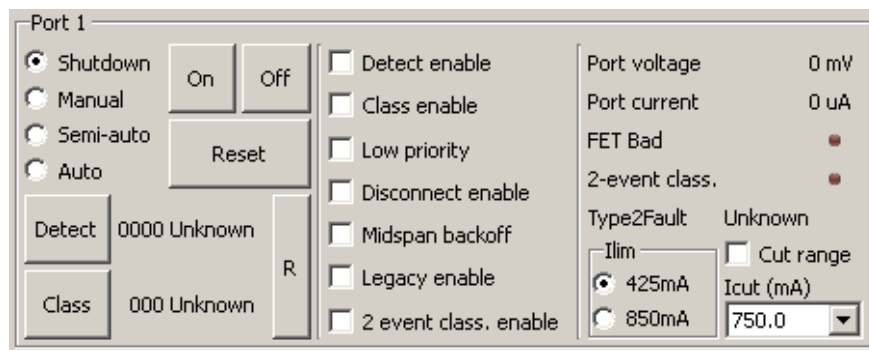 Port 1
Shutdown
Manual
Semi-auto
Auto
On
Off
Reset
Detect
0000 Unknown
Class
000 Unknown
R
Detect enable
Class enable
Low priority
Disconnect enable
Midspan backoff
Legacy enable
2 event class. enable
Port voltage 0 mV
Port current 0 uA
FET Bad
2-event class.
Type2Fault Unknown
Ilim
425mA
850mA
Cut range
Icut (mA)
750.0